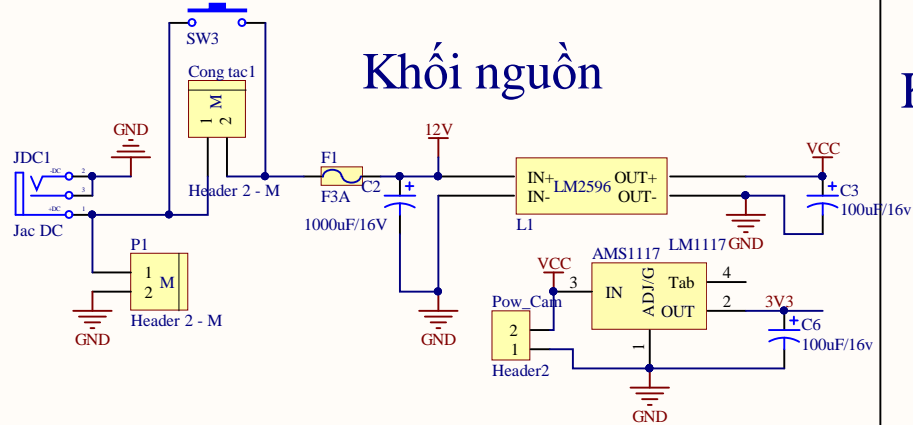 SW3
Khối nguồn
Cong tac1
M
1 2
Header 2 - M
GND
JDC1
-DC 2
3
+DC 1
Jac DC
P1
1
2
M
Header 2 - M
GND
F1
F3A
C2
1000uF/16V
12V
GND
IN+
IN-
LM2596
OUT+
OUT-
L1
VCC
C3
100uF/16v
GND
AMS1117
LM1117
VCC
3
IN
ADJ/G
Tab
OUT
4
2
1
3V3
C6
100uF/16v
Pow_Cam
2
1
Header2
GND